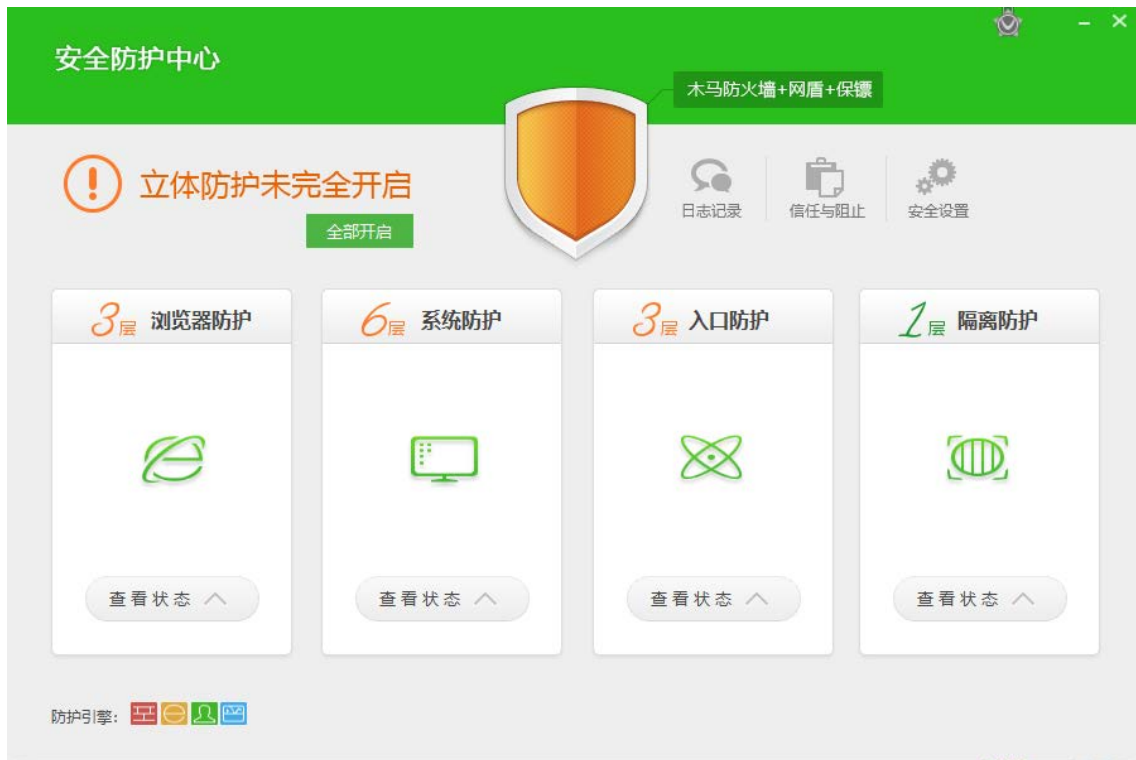 安全防护中心
木马防火墙+网盾+保镖
立体防护未完全开启
全部开启
日志记录
信任与阻止
安全设置
3层 浏览器防护
6层 系统防护
3层 入口防护
1层 隔离防护
查看状态
查看状态
查看状态
查看状态
防护引擎: